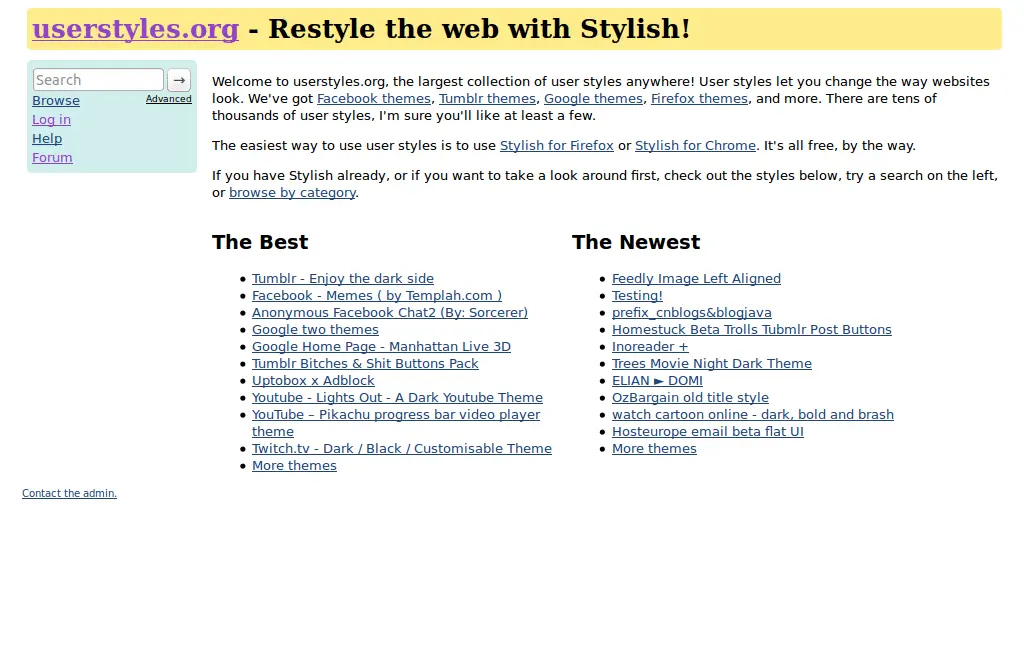 userstyles.org - Restyle the web with Stylish!
Search →
Browse Advanced
Log in
Help
Forum
Welcome to userstyles.org, the largest collection of user styles anywhere! User styles let you change the way websites
look. We've got Facebook themes, Tumblr themes, Google themes, Firefox themes, and more. There are tens of
thousands of user styles, I'm sure you'll like at least a few.
The easiest way to use user styles is to use Stylish for Firefox or Stylish for Chrome. It's all free, by the way.
If you have Stylish already, or if you want to take a look around first, check out the styles below, try a search on the left,
or browse by category.
The Best
Tumblr - Enjoy the dark side
Facebook - Memes ( by Templah.com )
Anonymous Facebook Chat2 (By: Sorcerer)
Google two themes
Google Home Page - Manhattan Live 3D
Tumblr Bitches & Shit Buttons Pack
Uptobox x Adblock
Youtube - Lights Out - A Dark Youtube Theme
YouTube – Pikachu progress bar video player
theme
Twitch.tv - Dark / Black / Customisable Theme
More themes
The Newest
Feedly Image Left Aligned
Testing!
prefix_cnblogs&blogjava
Homestuck Beta Trolls Tubmlr Post Buttons
Inoreader +
Trees Movie Night Dark Theme
ELIAN ► DOMI
OzBargain old title style
watch cartoon online - dark, bold and brash
Hosteurope email beta flat UI
More themes
Contact the admin.